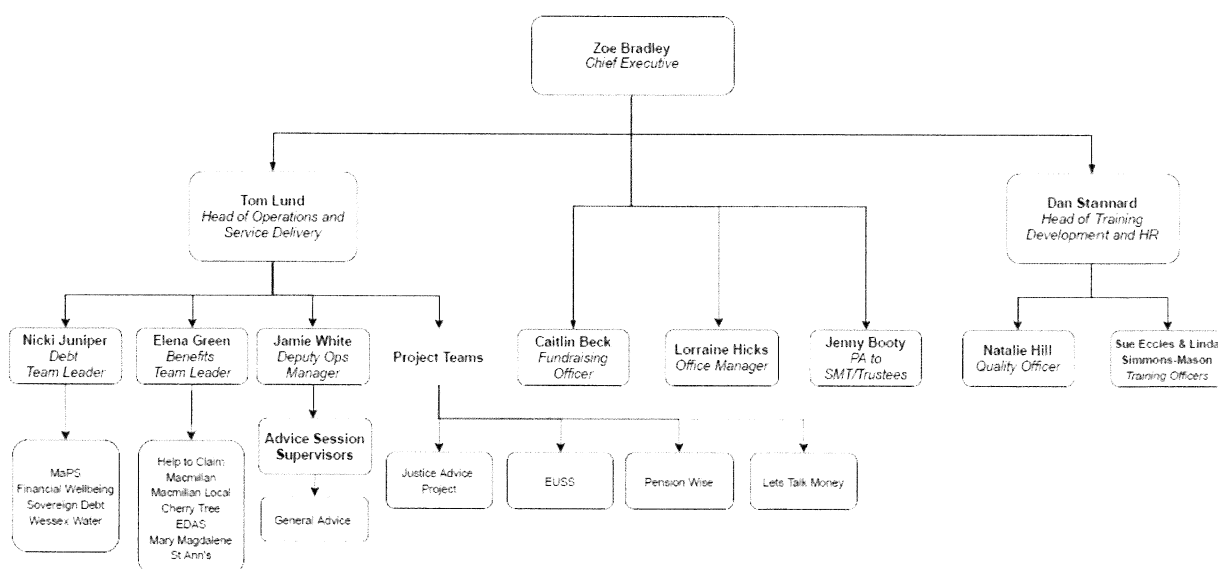 Zoe Bradley
Chief Executive
Tom Lund
Head of Operations and
Service Delivery
Dan Stannard
Head of Training
Development and HR
Nicki Juniper
Debt
Team Leader
Elena Green
Benefits
Team Leader
Jamie White
Deputy Ops
Manager
Project Teams
Caitlin Beck
Fundraising
Officer
Lorraine Hicks
Office Manager
Jenny Booty
PA to
SMT/Trustees
Natalie Hill
Quality Officer
Sue Eccles & Linda
Simmons-Mason
Training Officers
MaPS
Financial Wellbeing
Sovereign Debt
Wessex Water
Help to Claim
Macmillan
Macmillan Local
Cherry Tree
EDAS
Mary Magdalene
St Ann's
Advice Session
Supervisors
General Advice
Justice Advice
Project
EUSS
Pension Wise
Lets Talk Money